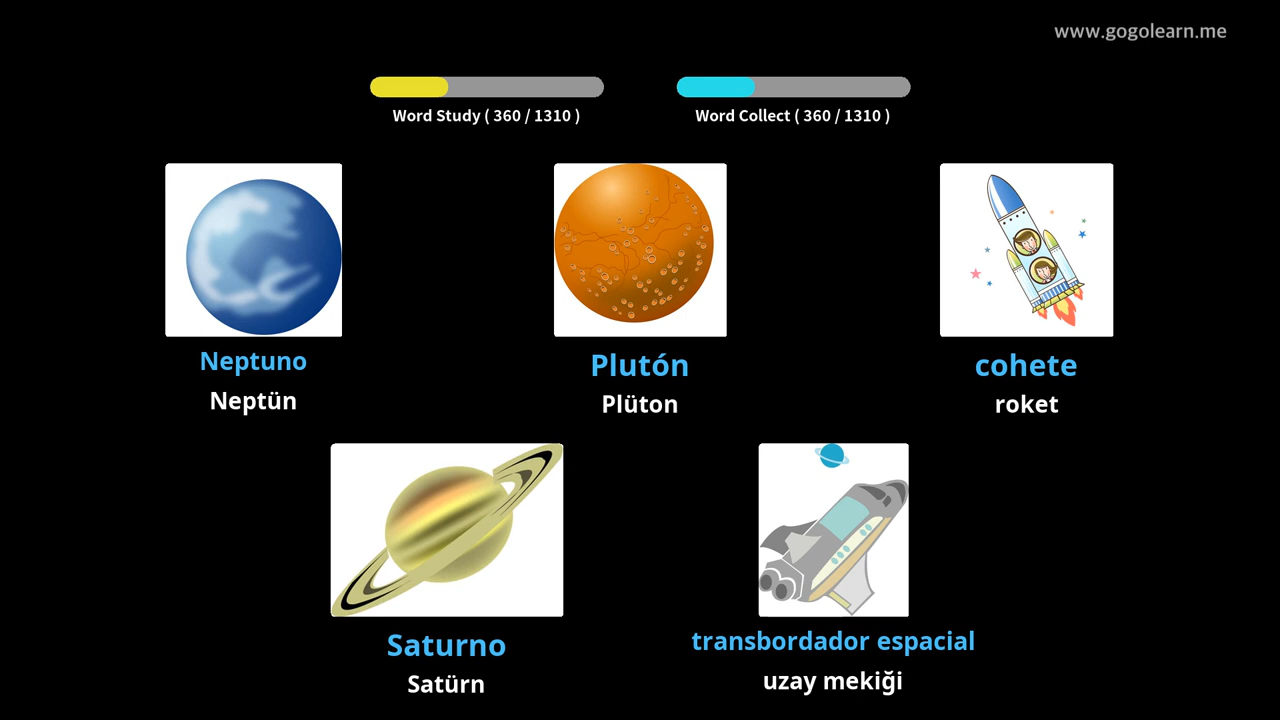 www.gogolearn.me
Word Study ( 360 / 1310 )
Word Collect ( 360 / 1310 )
Neptuno
Neptün
Plutón
Plüton
cohete
roket
Saturno
Satürn
transbordador espacial
uzay mekiği